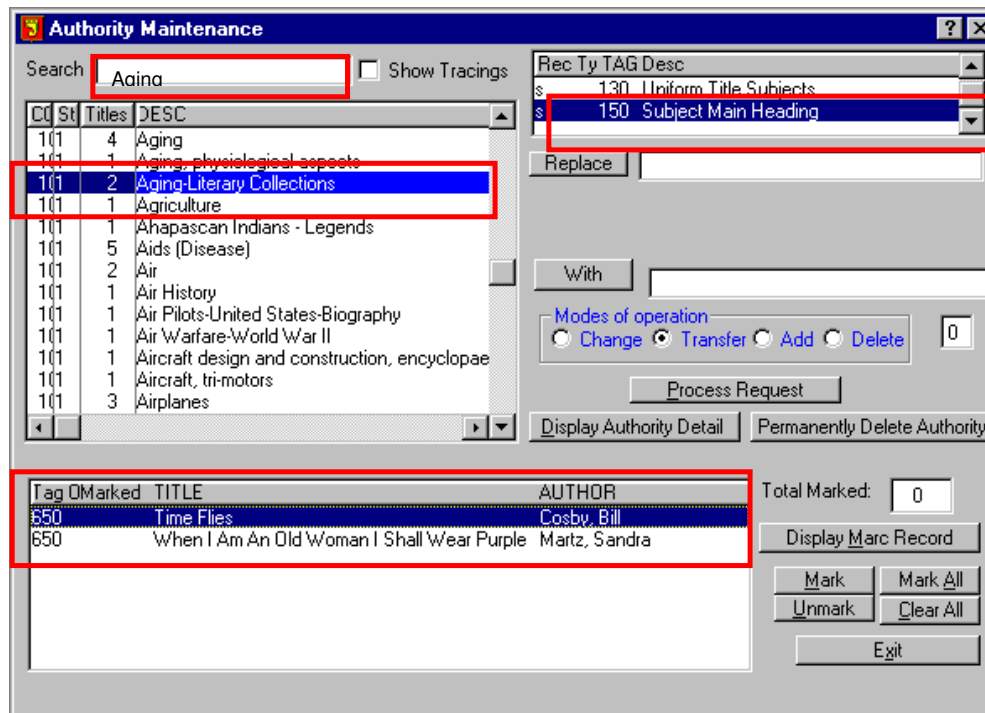 Authority Maintenance
Search Aging Show Tracings
Rec Ty TAG Desc
s 130 Uniform Title Subjects
s 150 Subject Main Heading
St Titles DESC
101 4 Aging
101 1 Aging, physiological aspects
101 2 Aging-Literary Collections
101 1 Agriculture
101 1 Ahapascan Indians - Legends
101 5 Aids (Disease)
101 2 Air
101 1 Air History
101 1 Air Pilots-United States-Biography
101 1 Air Warfare-World War II
101 1 Aircraft design and construction, encyclopae
101 1 Aircraft, tri-motors
101 3 Airplanes
Replace
With
Modes of operation
Change Transfer Add Delete 0
Process Request
Display Authority Detail Permanently Delete Authority
Tag 0Marked TITLE AUTHOR
650 Time Flies Cosby, Bill
650 When I Am An Old Woman I Shall Wear Purple Martz, Sandra
Total Marked: 0
Display Marc Record
Mark Mark All
Unmark Clear All
Exit